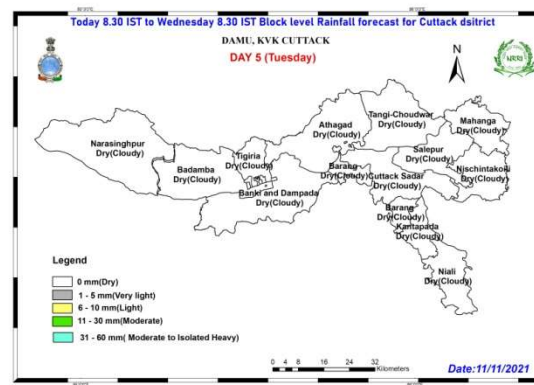 Today 8.30 IST to Wednesday 8.30 IST Block level Rainfall forecast for Cuttack dsitrict
DAMU, KVK CUTTACK
DAY 5 (Tuesday)
N
NRRI
Tangi-Choudwar
Dry(Cloudy)
Mahanga
Dry(Cloudy)
Athagad
Dry(Cloudy)
Narasinghpur
Dry(Cloudy)
Tigiria
Dry(Cloudy)
Salepur
Dry(Cloudy)
Badamba
Dry(Cloudy)
Barang
Dry(Cloudy)
Nischintakoili
Dry(Cloudy)
Cuttack Sadar
Dry(Cloudy)
Banki and Dampada
Dry(Cloudy)
Barang
Dry(Cloudy)
Kantapada
Dry(Cloudy)
Niali
Dry(Cloudy)
Legend
0 mm(Dry)
1 - 5 mm(Very light)
6 - 10 mm(Light)
11 - 30 mm(Moderate)
31 - 60 mm( Moderate to Isolated Heavy)
0 4 8 16 24 32
Kilometers
Date:11/11/2021